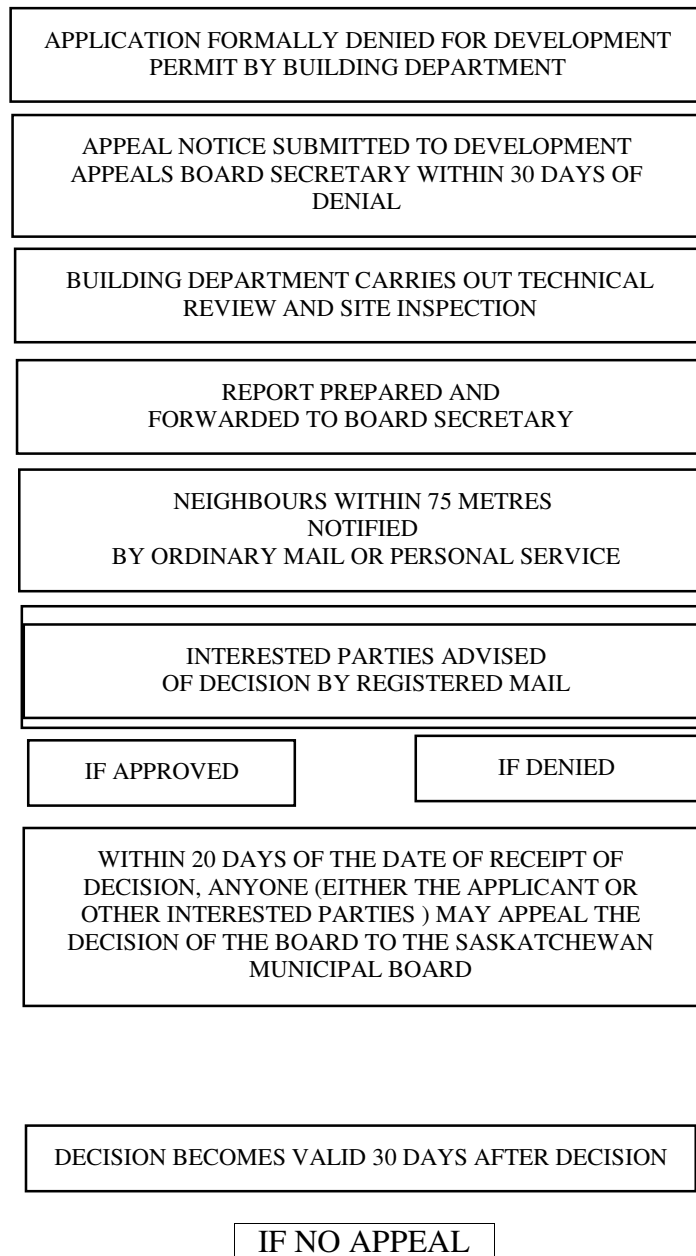 APPLICATION FORMALLY DENIED FOR DEVELOPMENT
PERMIT BY BUILDING DEPARTMENT
APPEAL NOTICE SUBMITTED TO DEVELOPMENT
APPEALS BOARD SECRETARY WITHIN 30 DAYS OF
DENIAL
BUILDING DEPARTMENT CARRIES OUT TECHNICAL
REVIEW AND SITE INSPECTION
REPORT PREPARED AND
FORWARDED TO BOARD SECRETARY
NEIGHBOURS WITHIN 75 METRES
NOTIFIED
BY ORDINARY MAIL OR PERSONAL SERVICE
INTERESTED PARTIES ADVISED
OF DECISION BY REGISTERED MAIL
IF APPROVED
IF DENIED
WITHIN 20 DAYS OF THE DATE OF RECEIPT OF
DECISION, ANYONE (EITHER THE APPLICANT OR
OTHER INTERESTED PARTIES ) MAY APPEAL THE
DECISION OF THE BOARD TO THE SASKATCHEWAN
MUNICIPAL BOARD
DECISION BECOMES VALID 30 DAYS AFTER DECISION
IF NO APPEAL